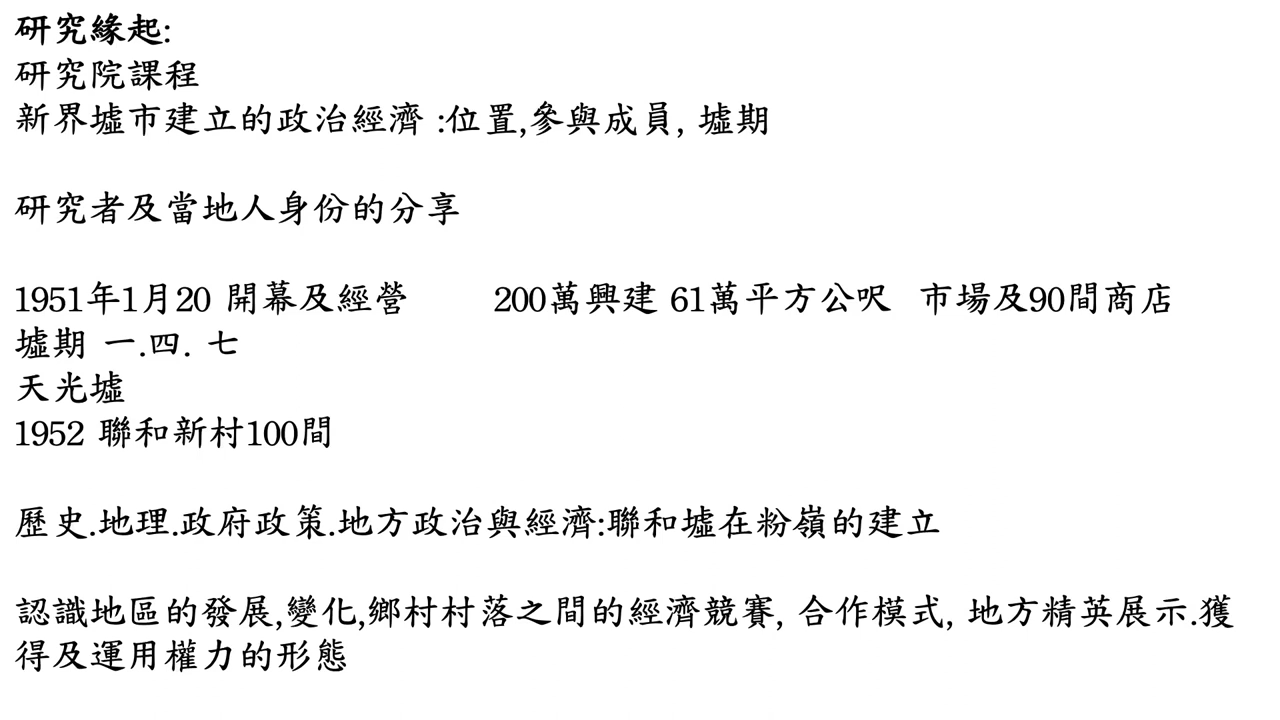 研究緣起:
研究院課程
新界墟市建立的政治經濟 :位置,參與成員, 墟期
研究者及當地人身份的分享
1951年1月20 開幕及經營 200萬興建 61萬平方公呎 市場及90間商店
墟期 一.四. 七
天光墟
1952 聯和新村100間
歷史.地理.政府政策.地方政治與經濟:聯和墟在粉嶺的建立
認識地區的發展,變化,鄉村村落之間的經濟競賽, 合作模式, 地方精英展示.獲
得及運用權力的形態